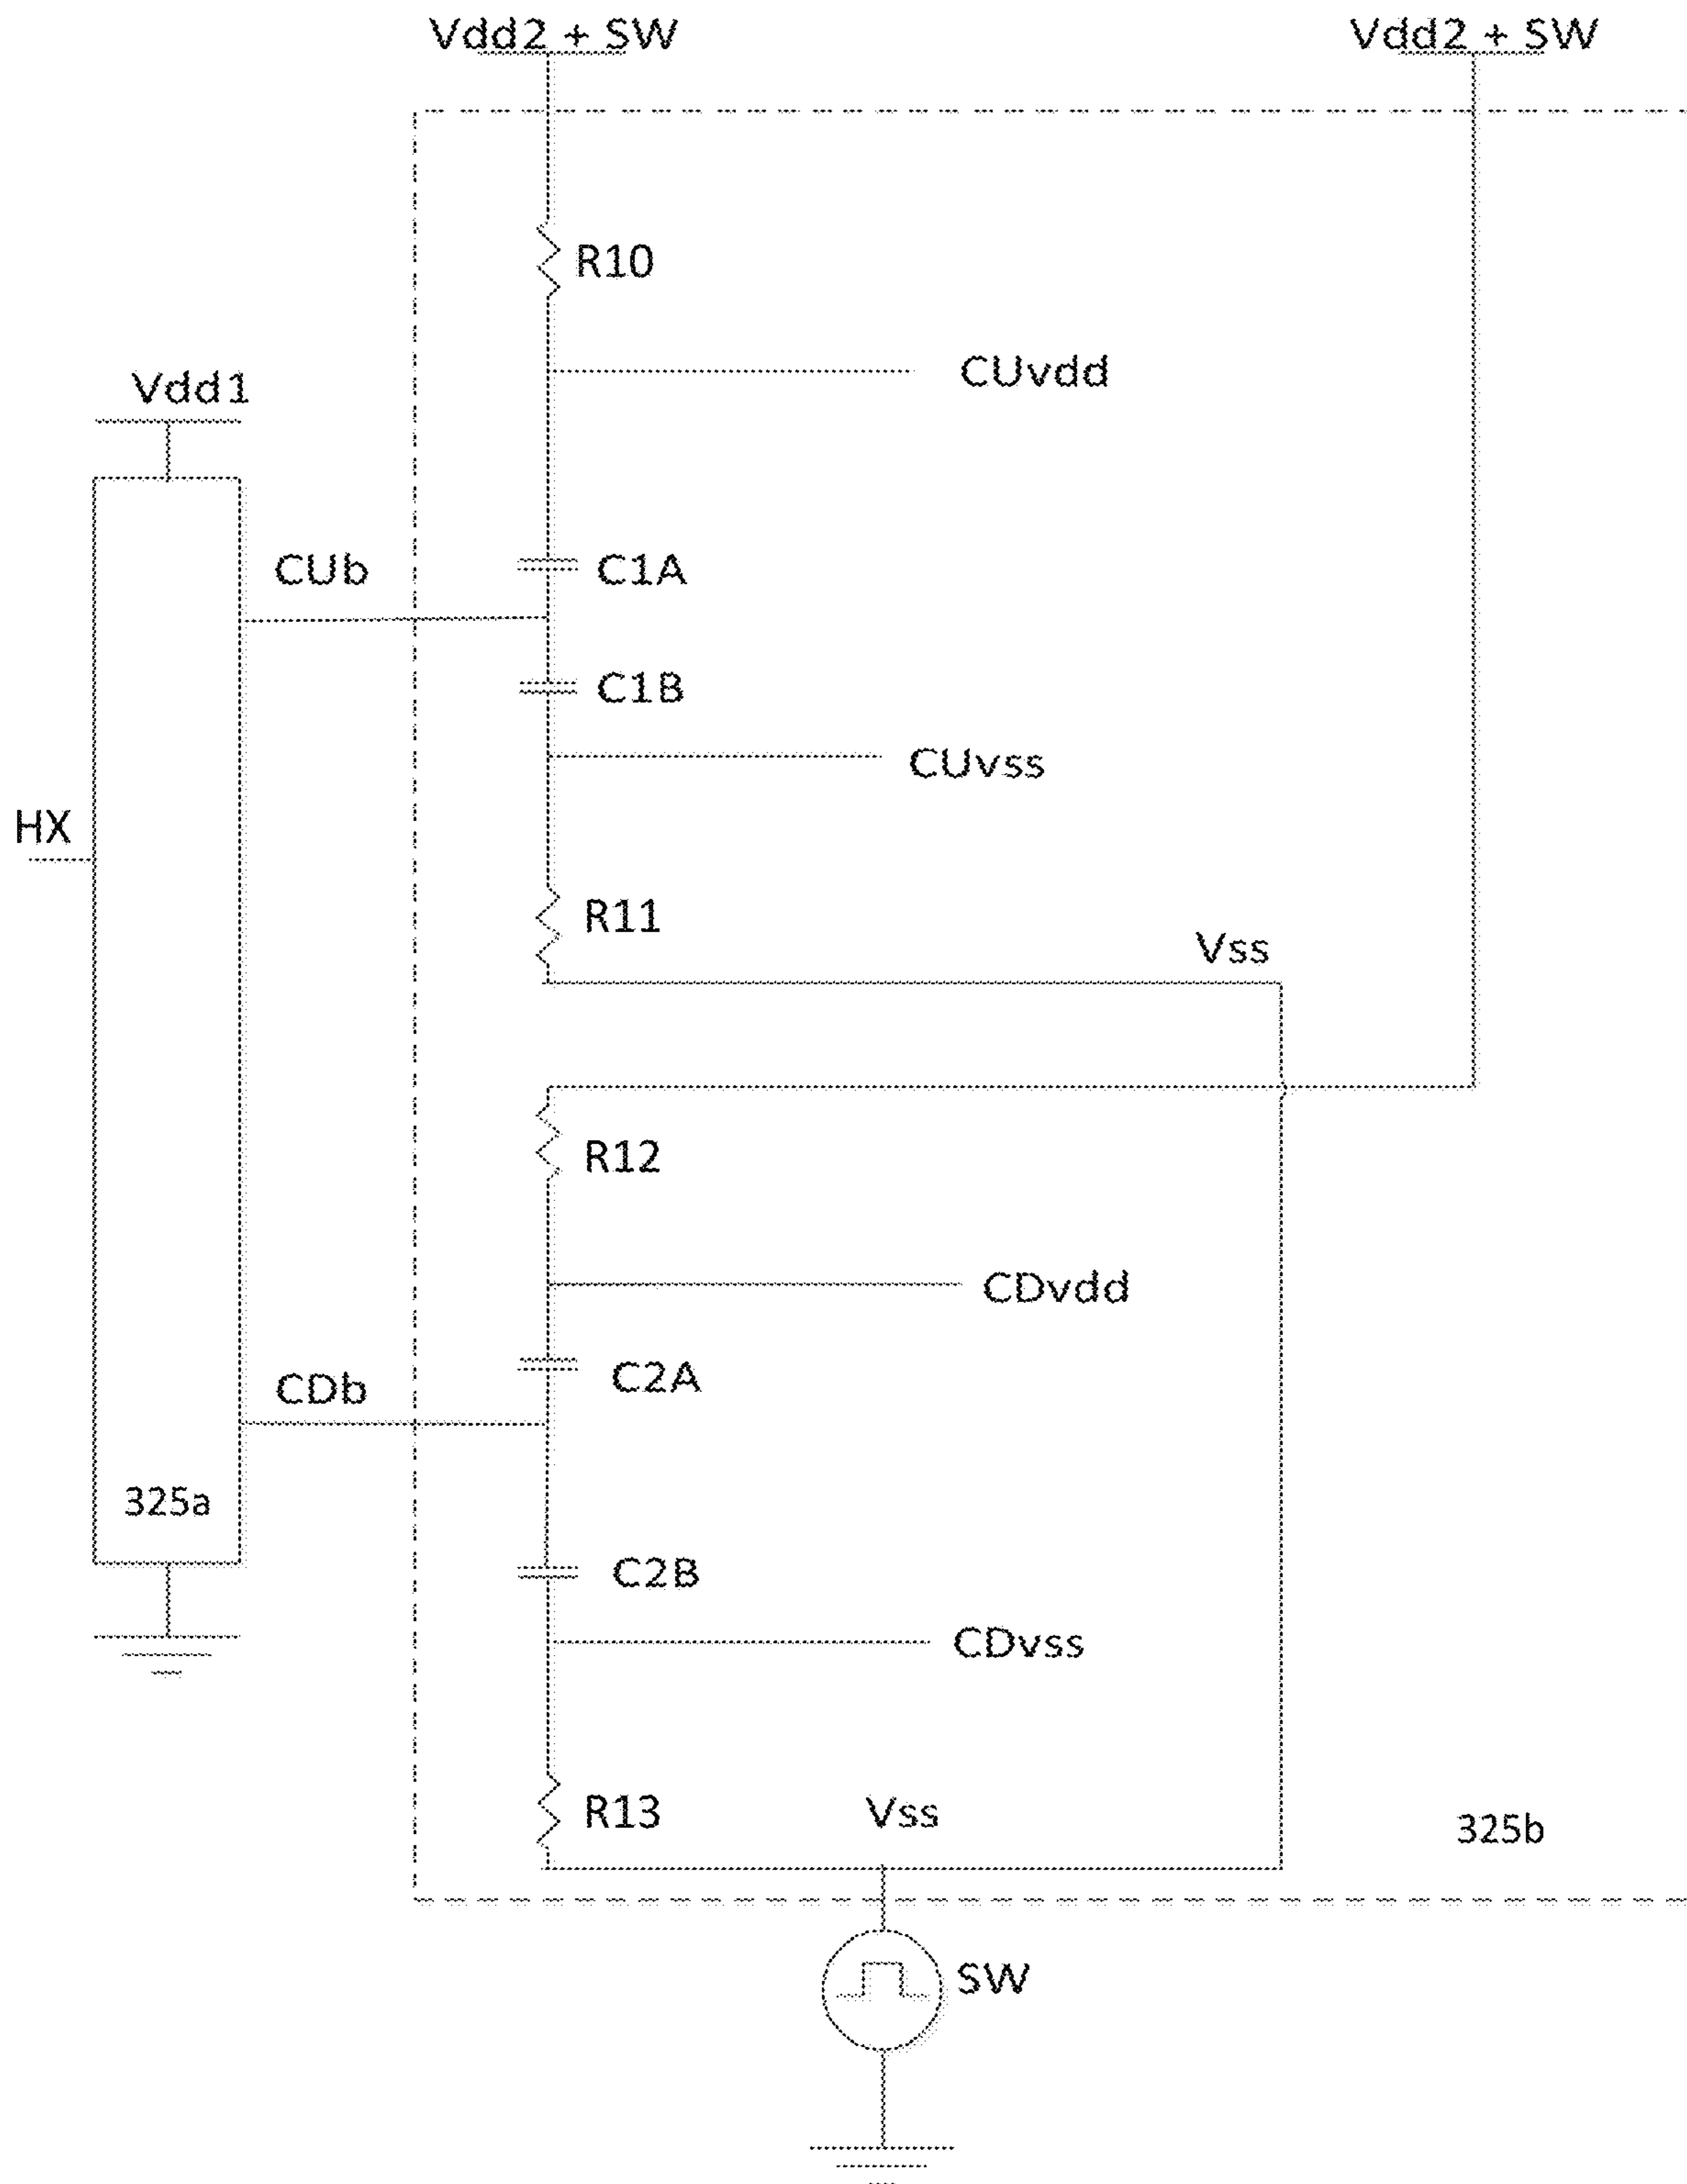 Vdd2 + SW
Vdd2 + SW
R10
CUvdd
Vdd1
CUb
C1A
C1B
CUvss
HX
R11
Vss
R12
CDvdd
C2A
CDb
325a
C2B
CDvss
R13
Vss
325b
SW